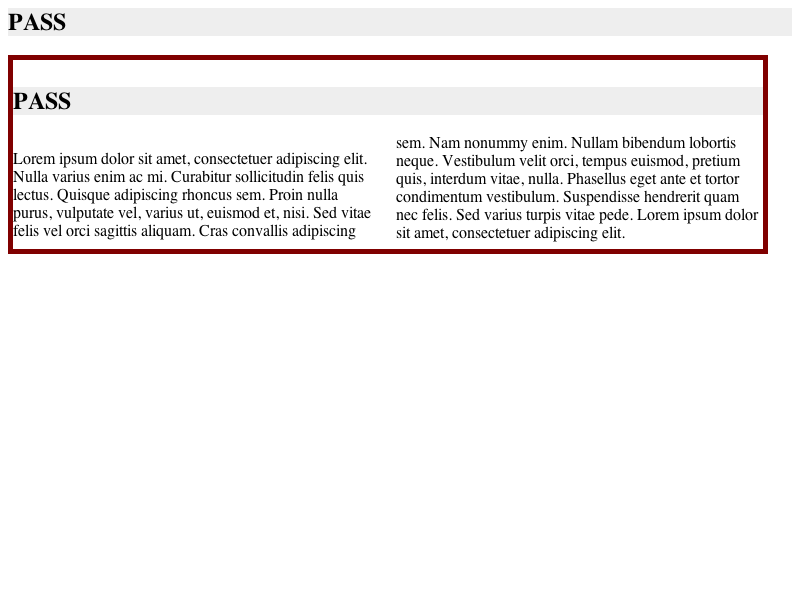 PASS
PASS
Lorem ipsum dolor sit amet, consectetuer adipiscing elit.
Nulla varius enim ac mi. Curabitur sollicitudin felis quis
lectus. Quisque adipiscing rhoncus sem. Proin nulla
purus, vulputate vel, varius ut, euismod et, nisi. Sed vitae
felis vel orci sagittis aliquam. Cras convallis adipiscing
sem. Nam nonummy enim. Nullam bibendum lobortis
neque. Vestibulum velit orci, tempus euismod, pretium
quis, interdum vitae, nulla. Phasellus eget ante et tortor
condimentum vestibulum. Suspendisse hendrerit quam
nec felis. Sed varius turpis vitae pede. Lorem ipsum dolor
sit amet, consectetuer adipiscing elit.